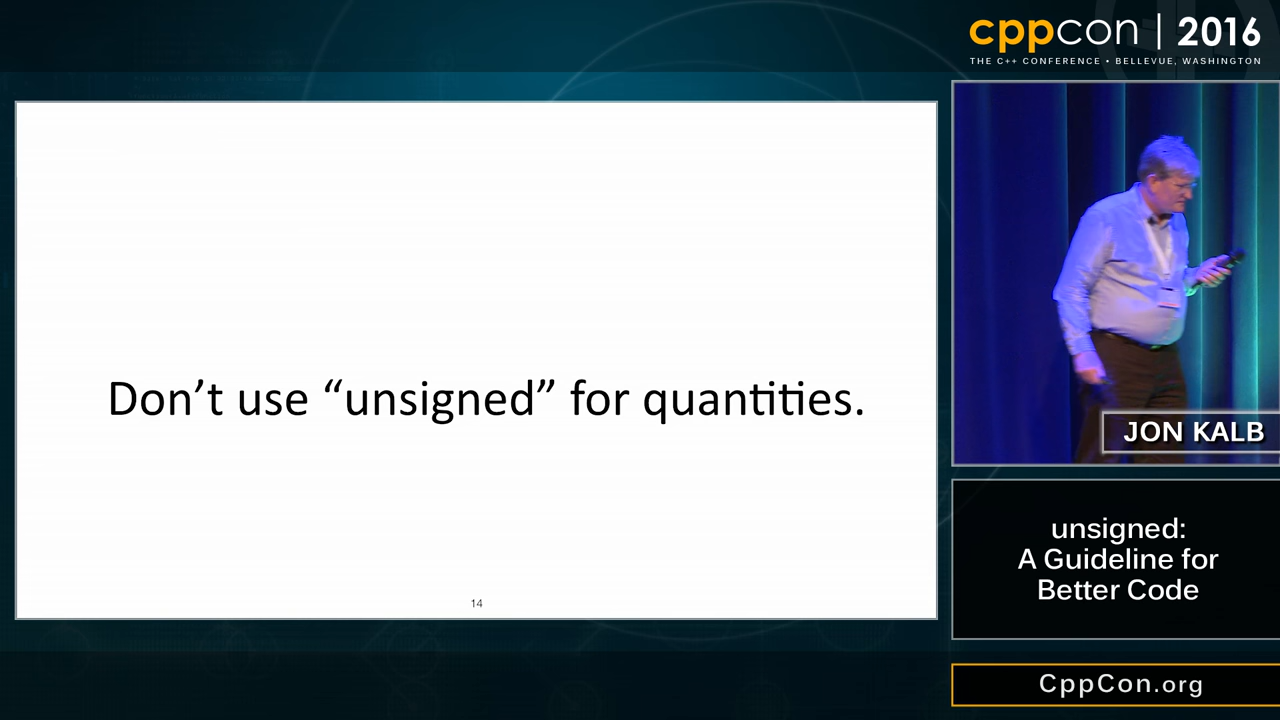 cppcon | 2016
THE C++ CONFERENCE • BELLEVUE, WASHINGTON
Don’t use “unsigned” for quantities.
14
JON KALB
unsigned:
A Guideline for
Better Code
CppCon.org